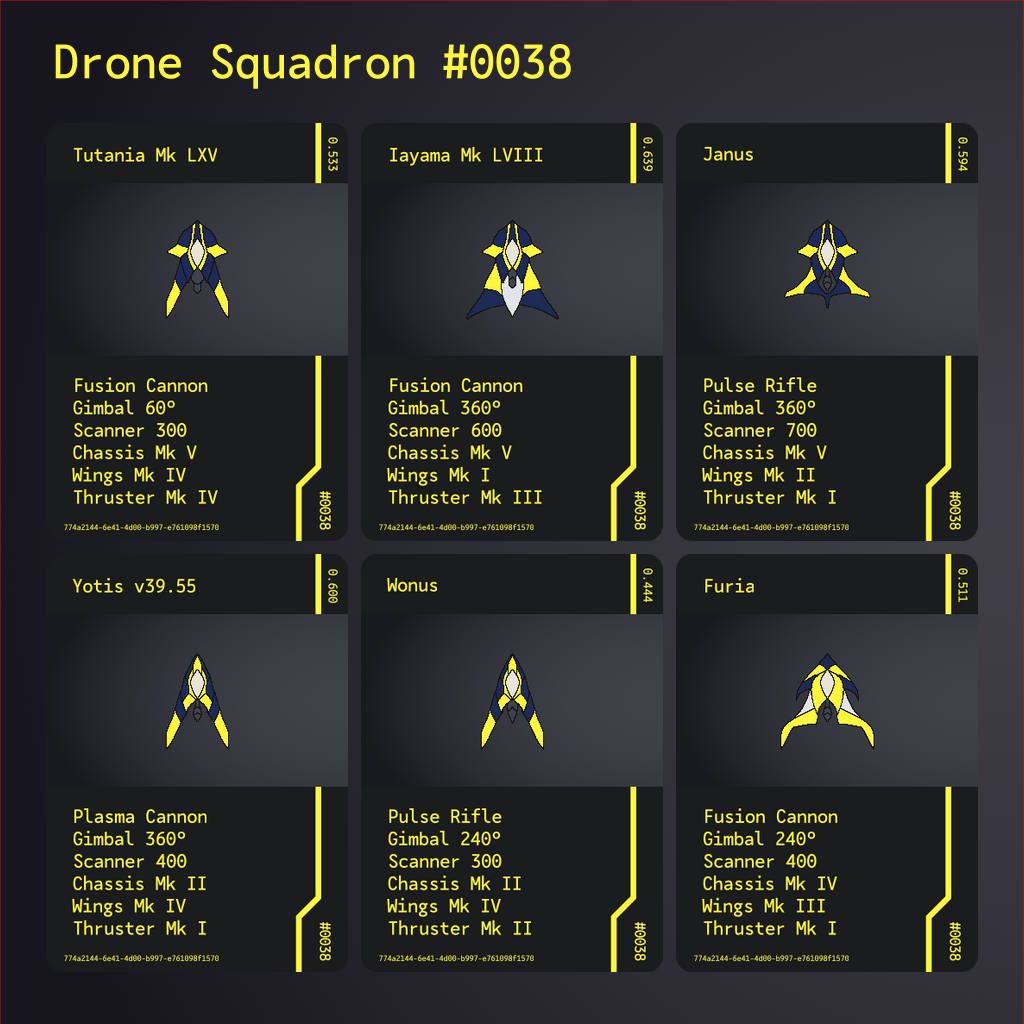 Drone Squadron #0038
Tutania Mk LXV
0.533
Fusion Cannon
Gimbal 60º
Scanner 300
Chassis Mk V
Wings Mk IV
Thruster Mk IV
#0038
774a2144-6e41-4d00-b997-e761098f1570
Iayama Mk LVIII
0.639
Fusion Cannon
Gimbal 360º
Scanner 600
Chassis Mk V
Wings Mk I
Thruster Mk III
#0038
774a2144-6e41-4d00-b997-e761098f1570
Janus
0.594
Pulse Rifle
Gimbal 360º
Scanner 700
Chassis Mk V
Wings Mk II
Thruster Mk I
#0038
774a2144-6e41-4d00-b997-e761098f1570
Yotis v39.55
0.600
Plasma Cannon
Gimbal 360º
Scanner 400
Chassis Mk II
Wings Mk IV
Thruster Mk I
#0038
774a2144-6e41-4d00-b997-e761098f1570
Wonus
0.444
Pulse Rifle
Gimbal 240º
Scanner 300
Chassis Mk II
Wings Mk IV
Thruster Mk II
#0038
774a2144-6e41-4d00-b997-e761098f1570
Furia
0.511
Fusion Cannon
Gimbal 240º
Scanner 400
Chassis Mk IV
Wings Mk III
Thruster Mk I
#0038
774a2144-6e41-4d00-b997-e761098f1570